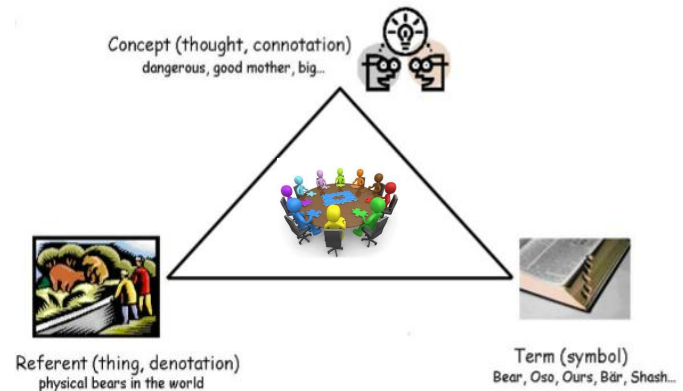 Concept (thought, connotation)
dangerous, good mother, big...
Referent (thing, denotation)
physical bears in the world
Term (symbol)
Bear, Oso, Ours, Bär, Shash...